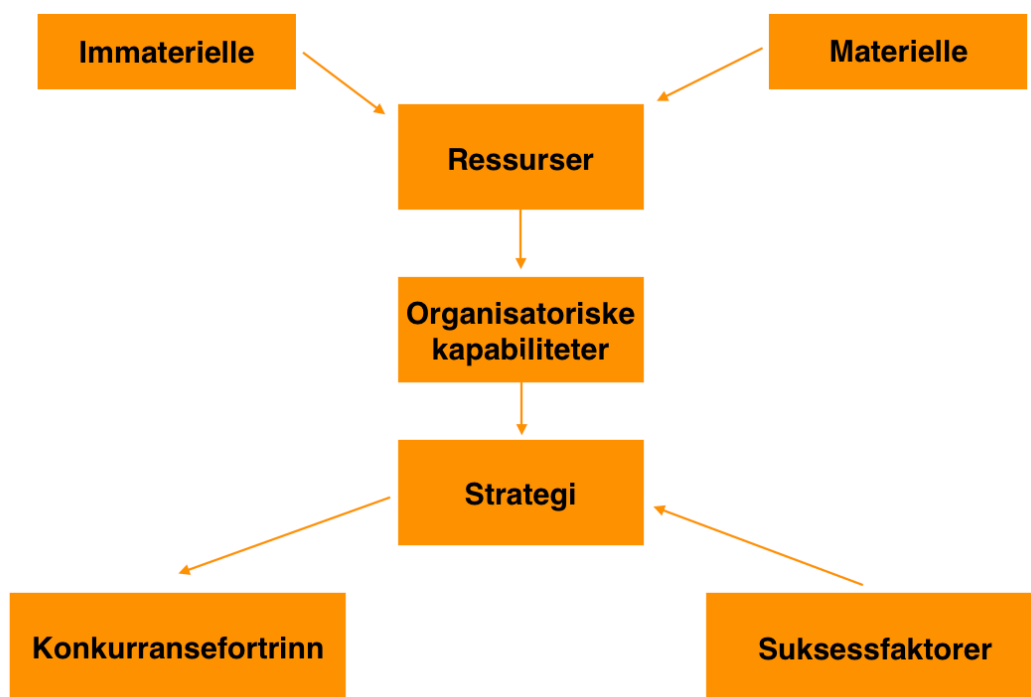 Immaterielle
Materielle
Ressurser
Organisatoriske
kapabiliteter
Strategi
Konkurransefortrinn
Suksessfaktorer